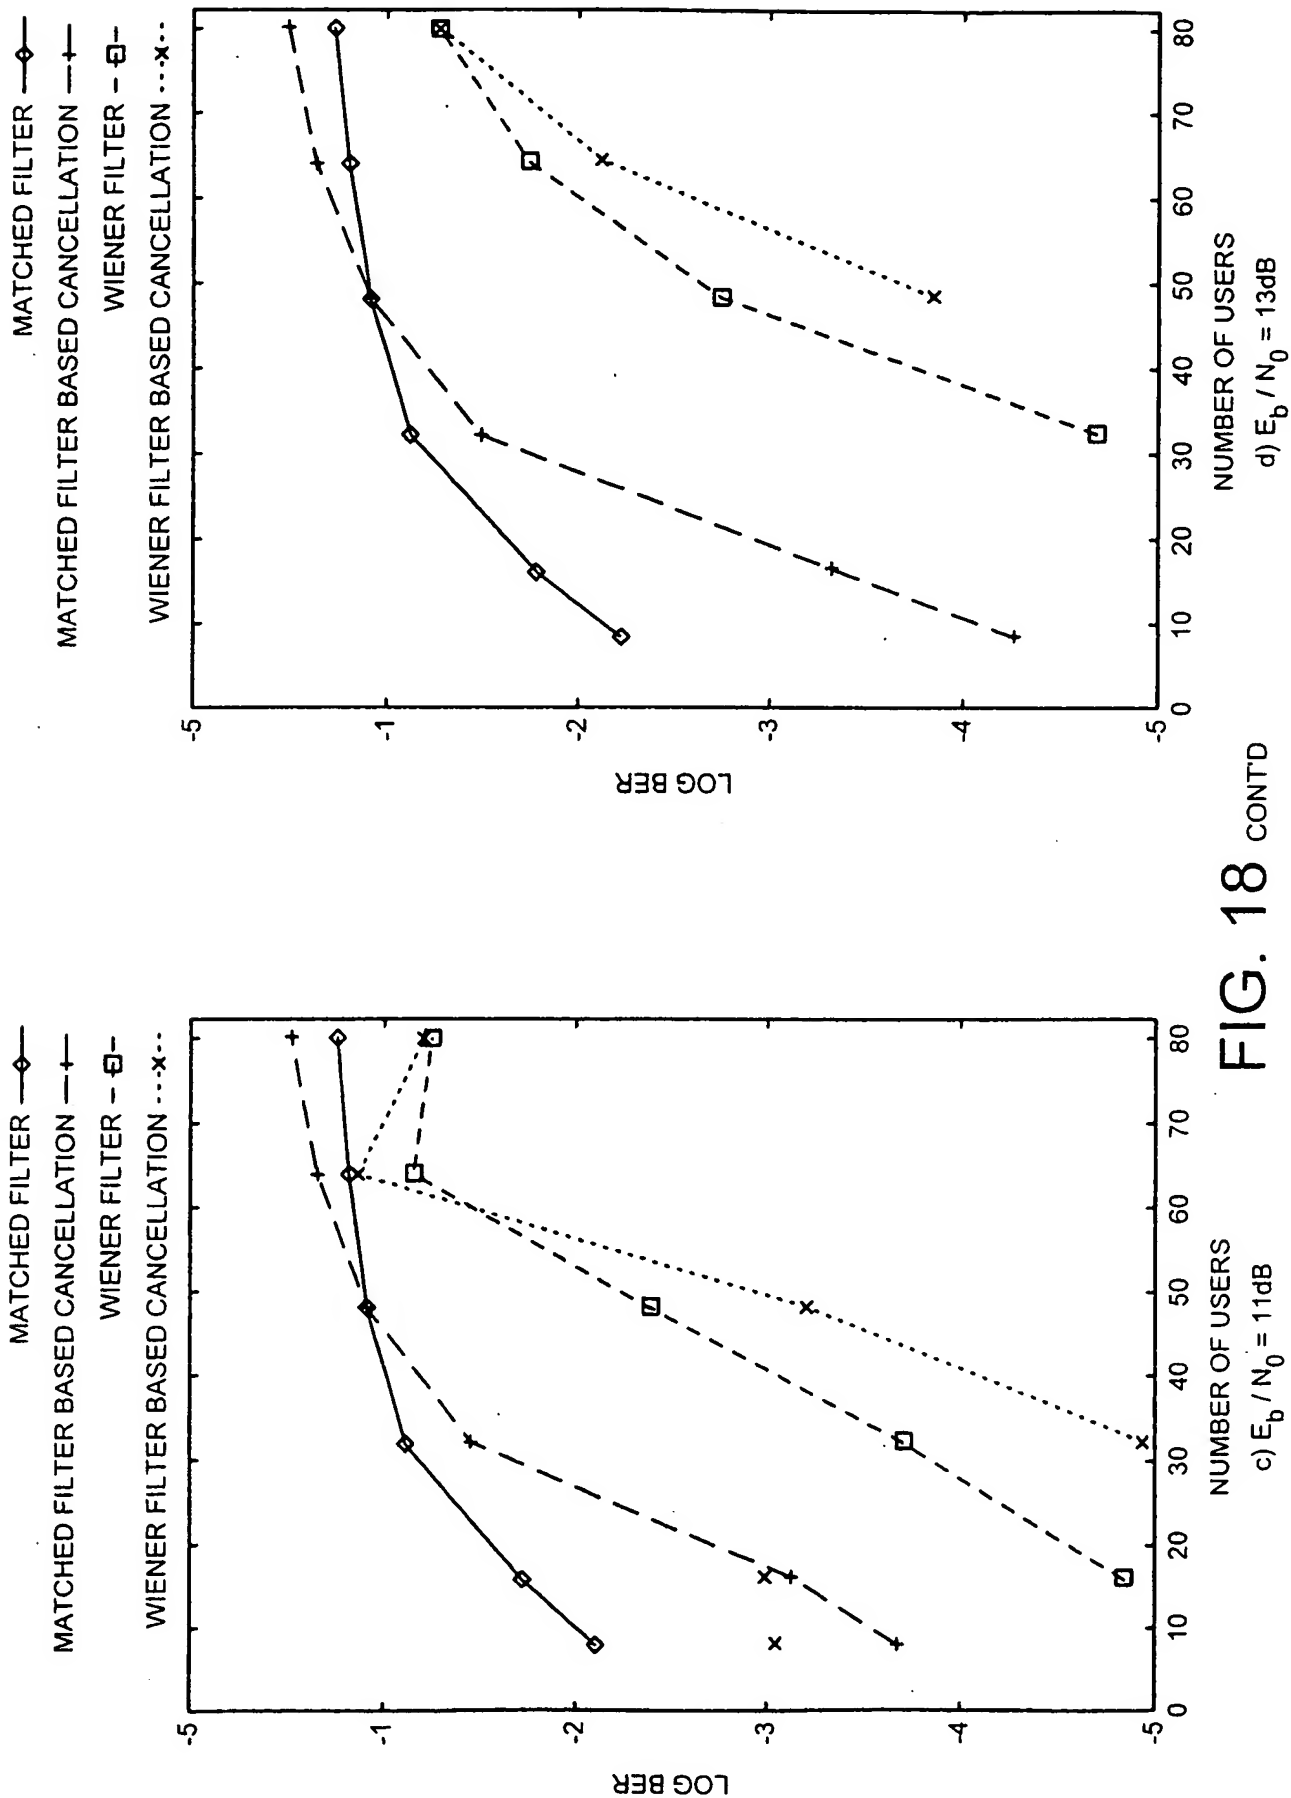 MATCHED FILTER
MATCHED FILTER BASED CANCELLATION
WIENER FILTER
WIENER FILTER BASED CANCELLATION
-5
-1
-2
-3
-4
-5
LOG BER
0 10 20 30 40 50 60 70 80
NUMBER OF USERS
c) E_b / N_0 = 11dB
MATCHED FILTER
MATCHED FILTER BASED CANCELLATION
WIENER FILTER
WIENER FILTER BASED CANCELLATION
-5
-1
-2
-3
-4
-5
LOG BER
0 10 20 30 40 50 60 70 80
NUMBER OF USERS
d) E_b / N_0 = 13dB
FIG. 18 CONT'D